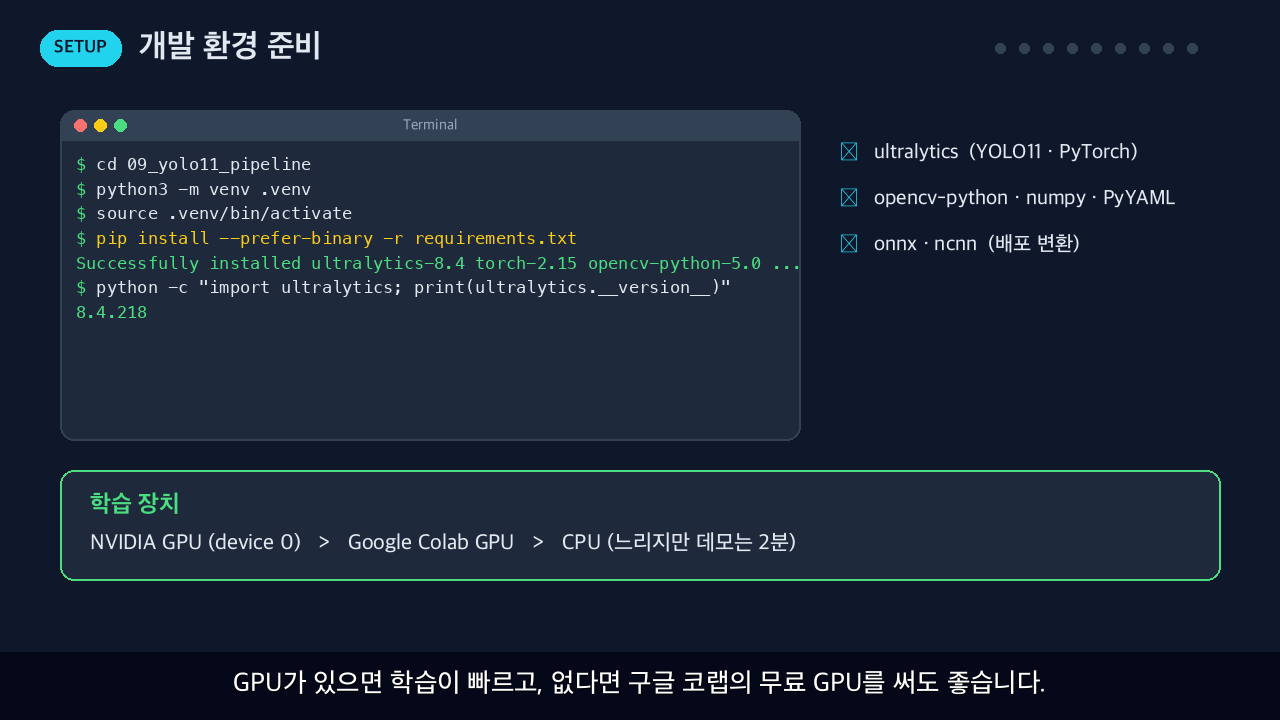 SETUP 개발 환경 준비
Terminal
$ cd 09_yolo11_pipeline
$ python3 -m venv .venv
$ source .venv/bin/activate
$ pip install --prefer-binary -r requirements.txt
Successfully installed ultralytics-8.4 torch-2.15 opencv-python-5.0 ...
$ python -c "import ultralytics; print(ultralytics.__version__)"
8.4.218
ultralytics (YOLO11 · PyTorch)
opencv-python · numpy · PyYAML
onnx · ncnn (배포 변환)
학습 장치
NVIDIA GPU (device 0) > Google Colab GPU > CPU (느리지만 데모는 2분)
GPU가 있으면 학습이 빠르고, 없다면 구글 코랩의 무료 GPU를 써도 좋습니다.